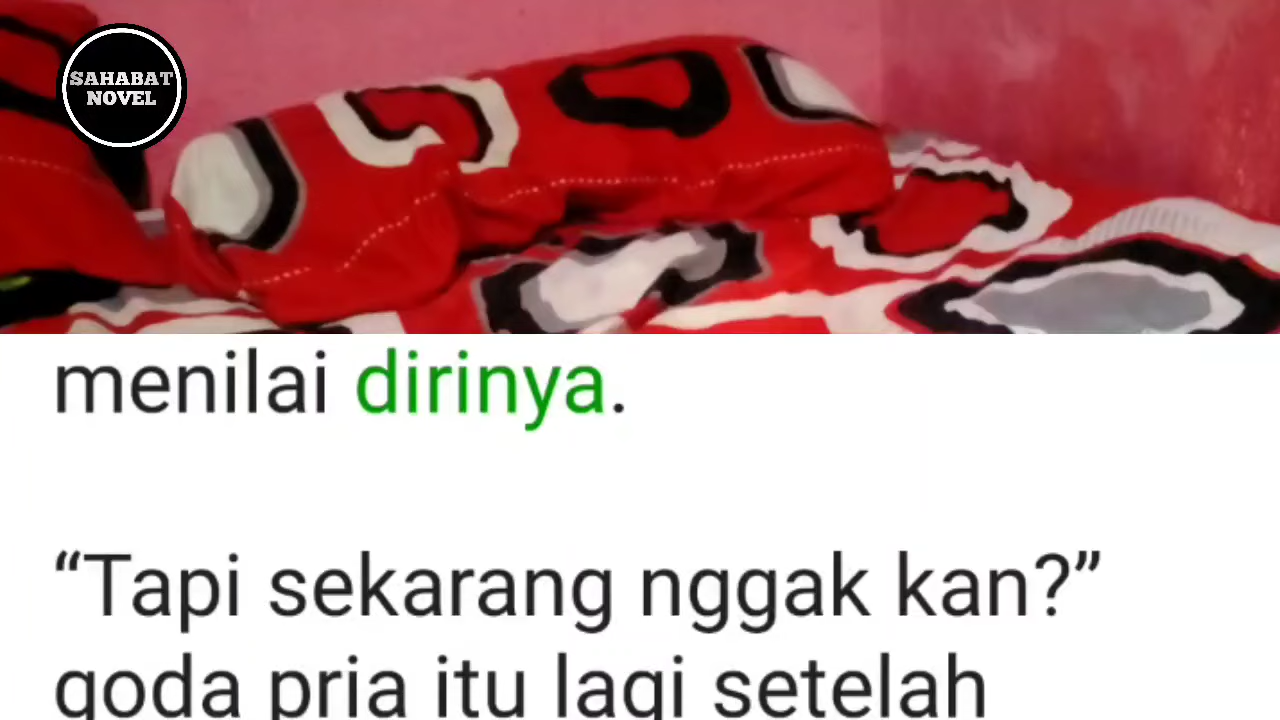 SAHABAT
NOVEL
menilai dirinya.
“Tapi sekarang nggak kan?”
goda pria itu lagi setelah